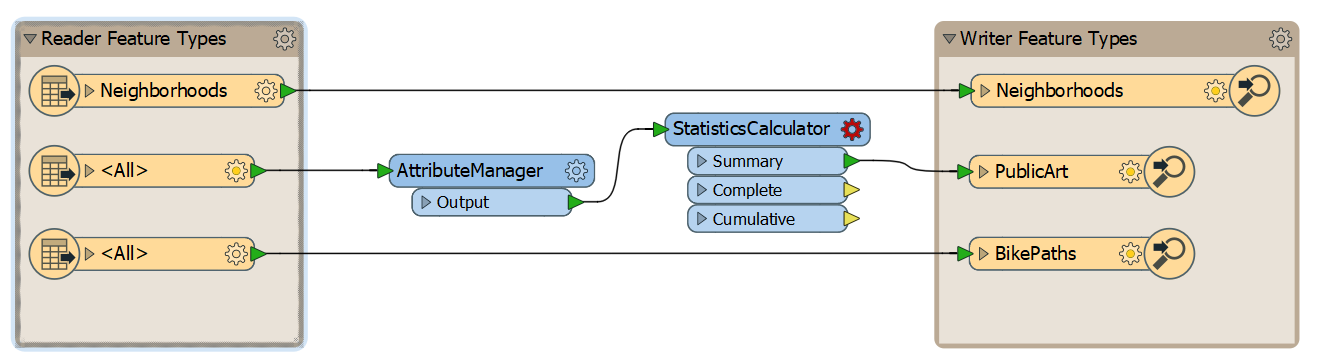 Reader Feature Types
Writer Feature Types
Neighborhoods
Neighborhoods
StatisticsCalculator
Summary
Complete
Cumulative
<All>
AttributeManager
Output
PublicArt
<All>
BikePaths